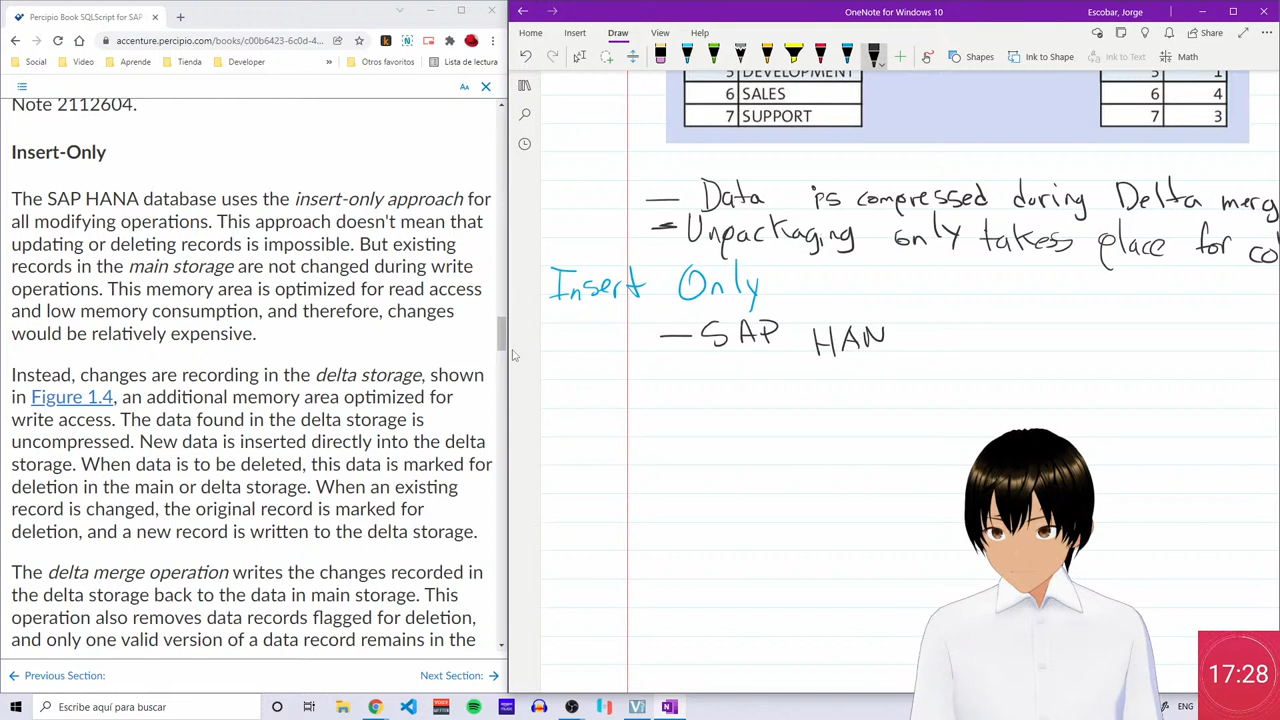 Percipio Book SQLScript for SAP
accenture.percipio.com/books/c00b6423-6c0d-4...
Social
Video
Aprende
Tienda
Developer
»
Otros favoritos
Lista de lectura
AA
Note 2112604.
Insert-Only
The SAP HANA database uses the insert-only approach for
all modifying operations. This approach doesn't mean that
updating or deleting records is impossible. But existing
records in the main storage are not changed during write
operations. This memory area is optimized for read access
and low memory consumption, and therefore, changes
would be relatively expensive.
Instead, changes are recording in the delta storage, shown
in Figure 1.4, an additional memory area optimized for
write access. The data found in the delta storage is
uncompressed. New data is inserted directly into the delta
storage. When data is to be deleted, this data is marked for
deletion in the main or delta storage. When an existing
record is changed, the original record is marked for
deletion, and a new record is written to the delta storage.
The delta merge operation writes the changes recorded in
the delta storage back to the data in main storage. This
operation also removes data records flagged for deletion,
and only one valid version of a data record remains in the
Previous Section:
Next Section:
OneNote for Windows 10
Escobar, Jorge
Home Insert Draw View Help
Share
Shapes
Ink to Shape
Ink to Text
Math
5 DEVELOPMENT
6 SALES
7 SUPPORT
5 1
6 4
7 3
— Data is compressed during Delta merg
- Unpackaging only takess place for co
Insert Only
— SAP HAN
17:28
Escribe aquí para buscar
ENG